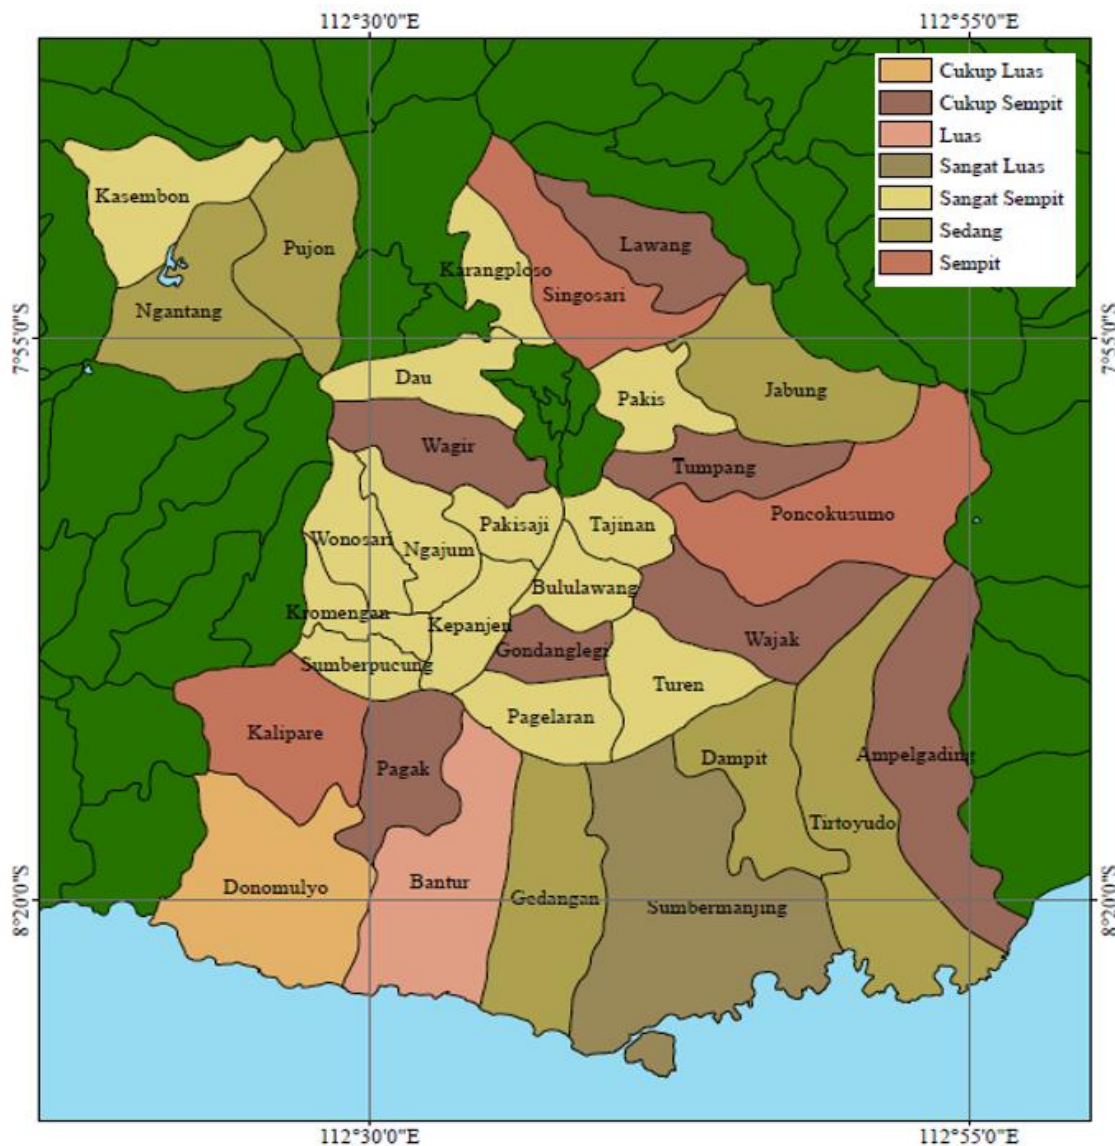 112°30'0"E
112°55'0"E
Cukup Luas
Cukup Sempit
Luas
Sangat Luas
Sangat Sempit
Sedang
Sempit
Kasembon
Pujon
Ngantang
Lawang
Karangploso
Singosari
7°55'0"S
7°55'0"S
Dau
Pakis
Jabung
Wagir
Tumpang
Poncokusumo
Pakisaji
Tajinan
Wonosari
Ngajum
Bululawang
Kromengan
Kepanjen
Wajak
Gondanglegi
Sumberpucung
Turen
Pagelaran
Kalipare
Pagak
Dampit
Ampelgading
Tirtoyudo
Donomulyo
Bantur
Gedangan
Sumbermanjing
8°20'0"S
8°20'0"S
112°30'0"E
112°55'0"E